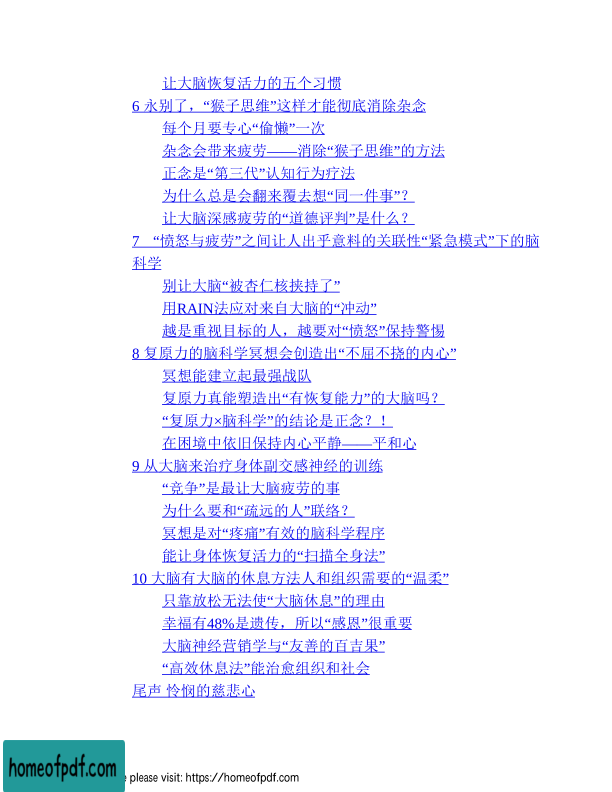 让大脑恢复活力的五个习惯
6 永别了，“猴子思维”这样才能彻底消除杂念
每个月要专心“偷懒”一次
杂念会带来疲劳——消除“猴子思维”的方法
正念是“第三代”认知行为疗法
为什么总是会翻来覆去想“同一件事”？
让大脑深感疲劳的“道德评判”是什么？
7 “愤怒与疲劳”之间让人出乎意料的关联性“紧急模式”下的脑
科学
别让大脑“被杏仁核挟持了”
用RAIN法应对来自大脑的“冲动”
越是重视目标的人，越要对“愤怒”保持警惕
8 复原力的脑科学冥想会创造出“不屈不挠的内心”
冥想能建立起最强战队
复原力真能塑造出“有恢复能力”的大脑吗？
“复原力×脑科学”的结论是正念？！
在困境中依旧保持内心平静——平和心
9 从大脑来治疗身体副交感神经的训练
“竞争”是最让大脑疲劳的事
为什么要和“疏远的人”联络？
冥想是对“疼痛”有效的脑科学程序
能让身体恢复活力的“扫描全身法”
10 大脑有大脑的休息方法人和组织需要的“温柔”
只靠放松无法使“大脑休息”的理由
幸福有48%是遗传，所以“感恩”很重要
大脑神经营销学与“友善的百吉果”
“高效休息法”能治愈组织和社会
尾声 怜悯的慈悲心
homeofpdf.com
please visit: https://homeofpdf.com